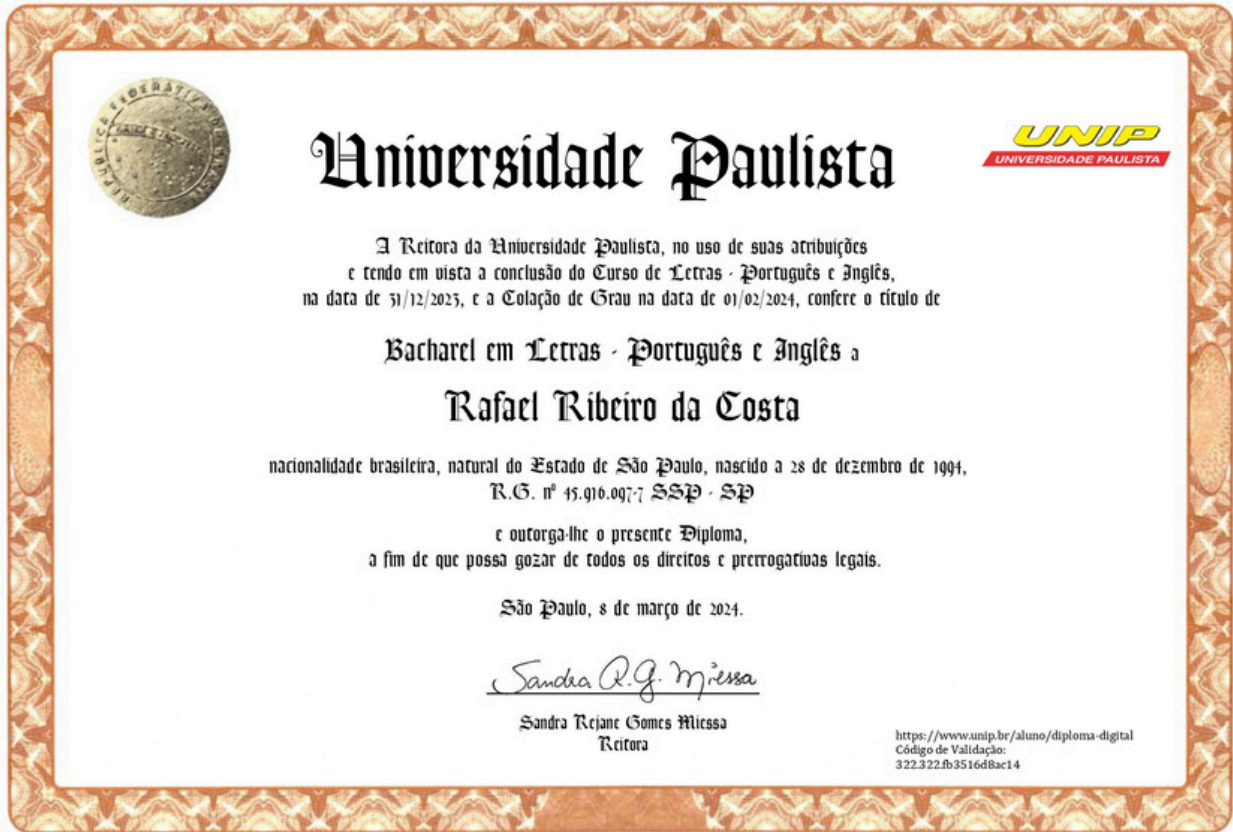 REPÚBLICA FEDERATIVA DO BRASIL
UNIP
UNIVERSIDADE PAULISTA
Universidade Paulista
A Reitora da Universidade Paulista, no uso de suas atribuições
e tendo em vista a conclusão do Curso de Letras - Português e Inglês,
na data de 31/12/2023, e a Colação de Grau na data de 01/02/2024, confere o título de
Bacharel em Letras - Português e Inglês a
Rafael Ribeiro da Costa
nacionalidade brasileira, natural do Estado de São Paulo, nascido a 28 de dezembro de 1994,
R.G. nº 45.916.097-7 SSP - SP
e outorga-lhe o presente Diploma,
a fim de que possa gozar de todos os direitos e prerrogativas legais.
São Paulo, 8 de março de 2024.
Sandra R. G. Miessa
Sandra Rejane Gomes Miessa
Reitora
https://www.unip.br/aluno/diploma-digital
Código de Validação:
322.322.fb3516d8ac14